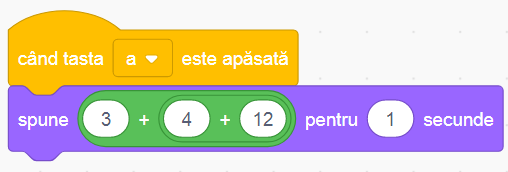 când tasta a este apăsată
spune 3 + 4 + 12 pentru 1 secunde